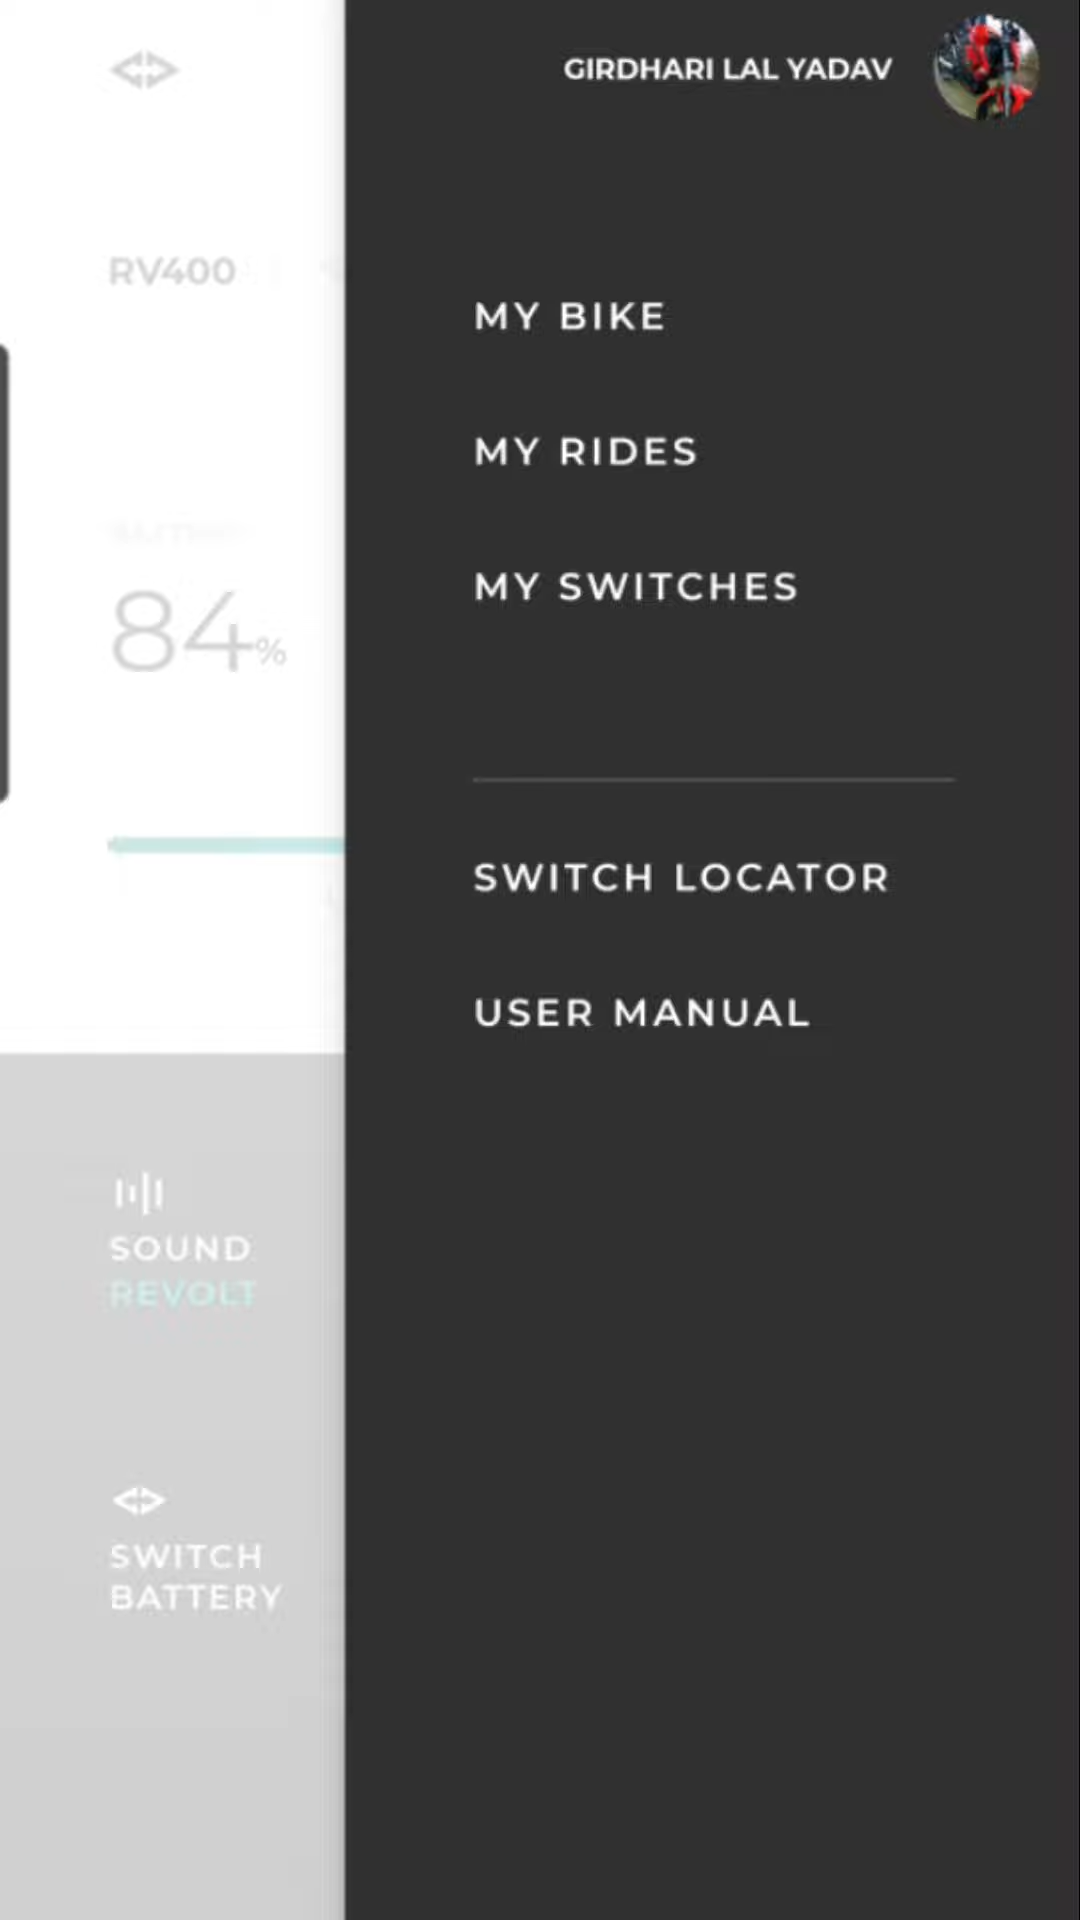 GIRDHARI LAL YADAV
RV400
MY BIKE
MY RIDES
MY SWITCHES
BATTERY
84%
SWITCH LOCATOR
USER MANUAL
SOUND
REVOLT
SWITCH
BATTERY